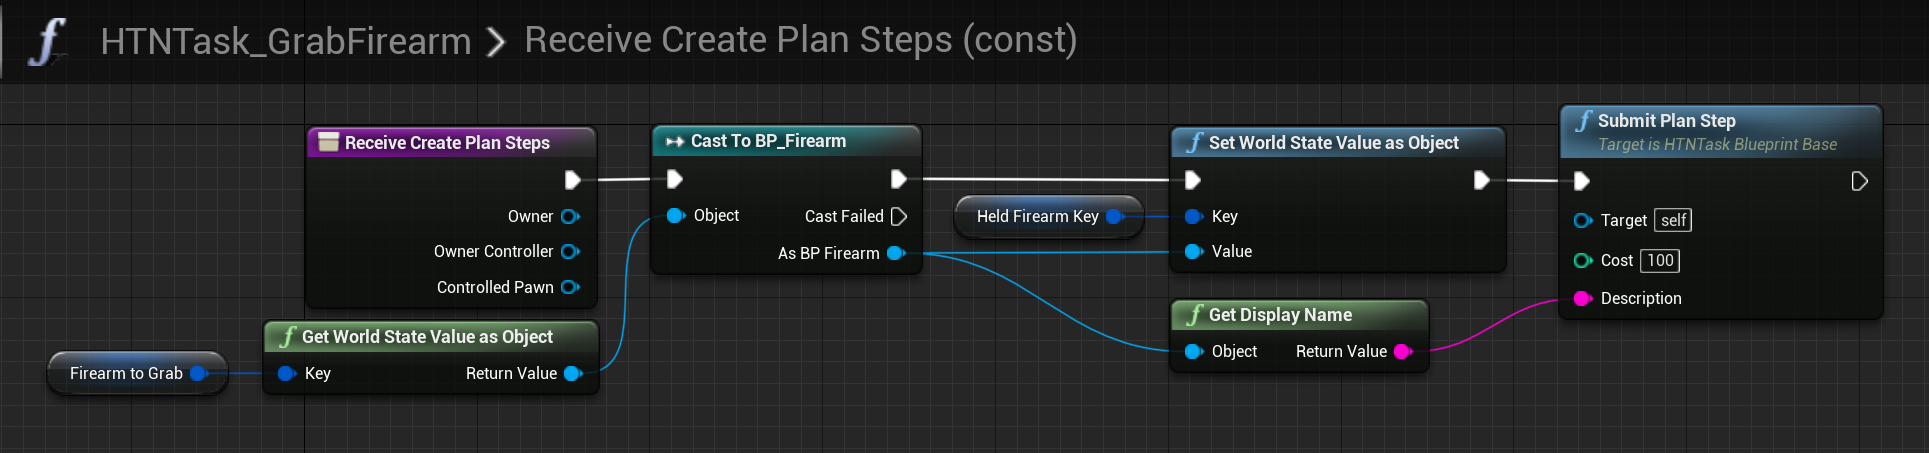 HTNTask_GrabFirearm > Receive Create Plan Steps (const)
Receive Create Plan Steps
Owner
Owner Controller
Controlled Pawn
Firearm to Grab
f Get World State Value as Object
Key Return Value
Cast To BP_Firearm
Object Cast Failed
As BP Firearm
Held Firearm Key
f Set World State Value as Object
Key
Value
f Get Display Name
Object Return Value
f Submit Plan Step
Target is HTNTask Blueprint Base
Target self
Cost 100
Description